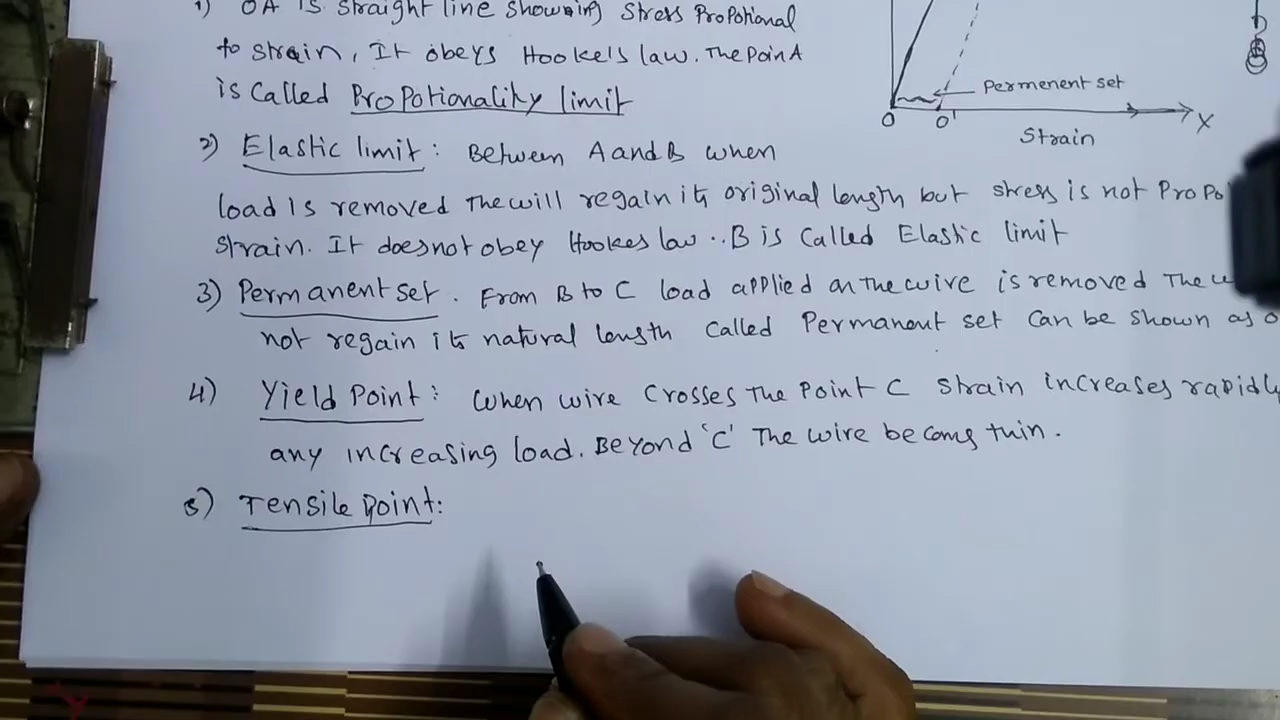 1) OA is straight line showing stress Propotional
to strain, It obeys Hooke's law. The Poin A
is Called Propotionality limit
Permenent set
O
O'
X
Strain
2) Elastic limit: Between A and B when
load is removed The will regain its original length but stress is not Propo
strain. It does not obey Hookes law. . B is Called Elastic limit
3) Permanent set. From B to C load applied on the wire is removed The
not regain its natural length Called Permanent set Can be shown as
4) Yield Point: When wire Crosses The Point C strain increases rapidly
any increasing load. Beyond 'C' The wire becoms tuin.
5) Tensile Point: